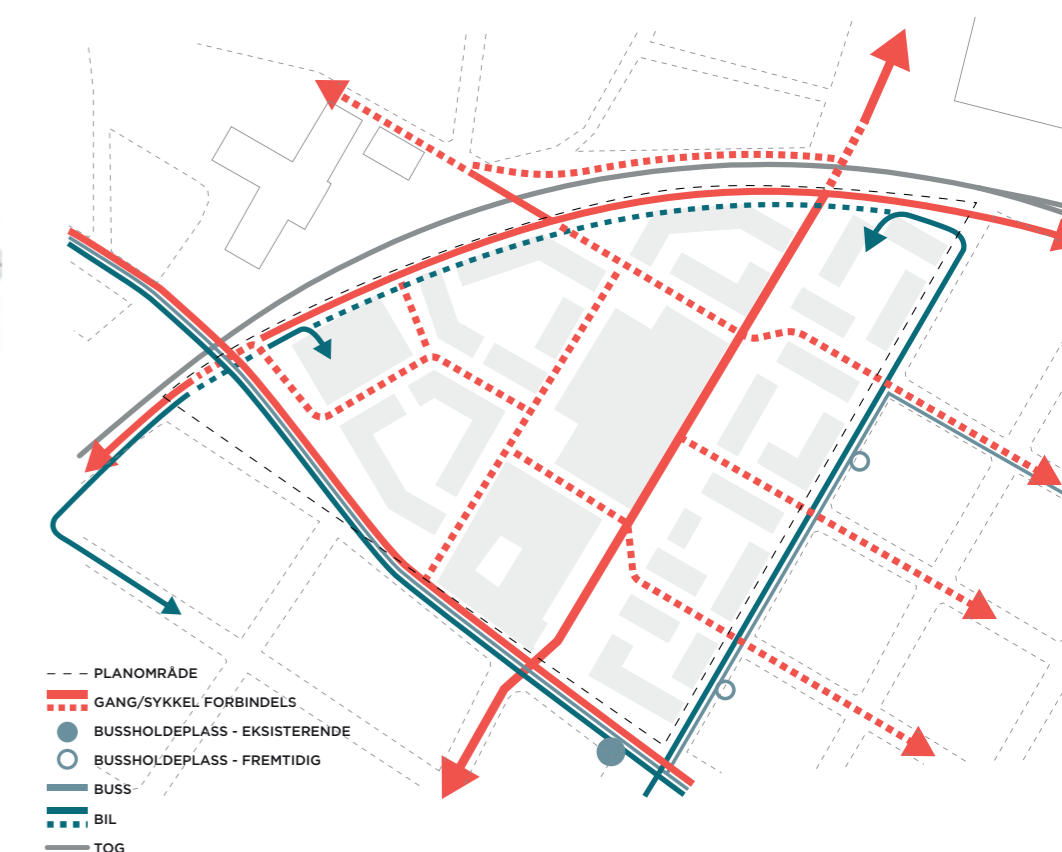 PLANOMRÅDE
GANG/SYKKEL FORBINDELS
BUSSHOLDEPLASS - EKSISTERENDE
BUSSHOLDEPLASS - FREMTIDIG
BUSS
BIL
TOG